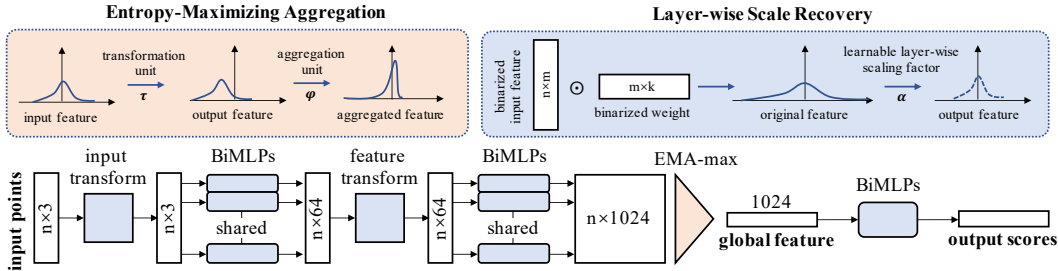 Entropy-Maximizing Aggregation
transformation
unit
τ
aggregation
unit
φ
input feature
output feature
aggregated feature
Layer-wise Scale Recovery
binarized
input feature
n×m
⊙
m×k
binarized weight
original feature
learnable layer-wise
scaling factor
α
output feature
input points
n×3
input
transform
n×3
BiMLPs
shared
n×64
feature
transform
n×64
BiMLPs
shared
n×1024
EMA-max
1024
global feature
BiMLPs
output scores